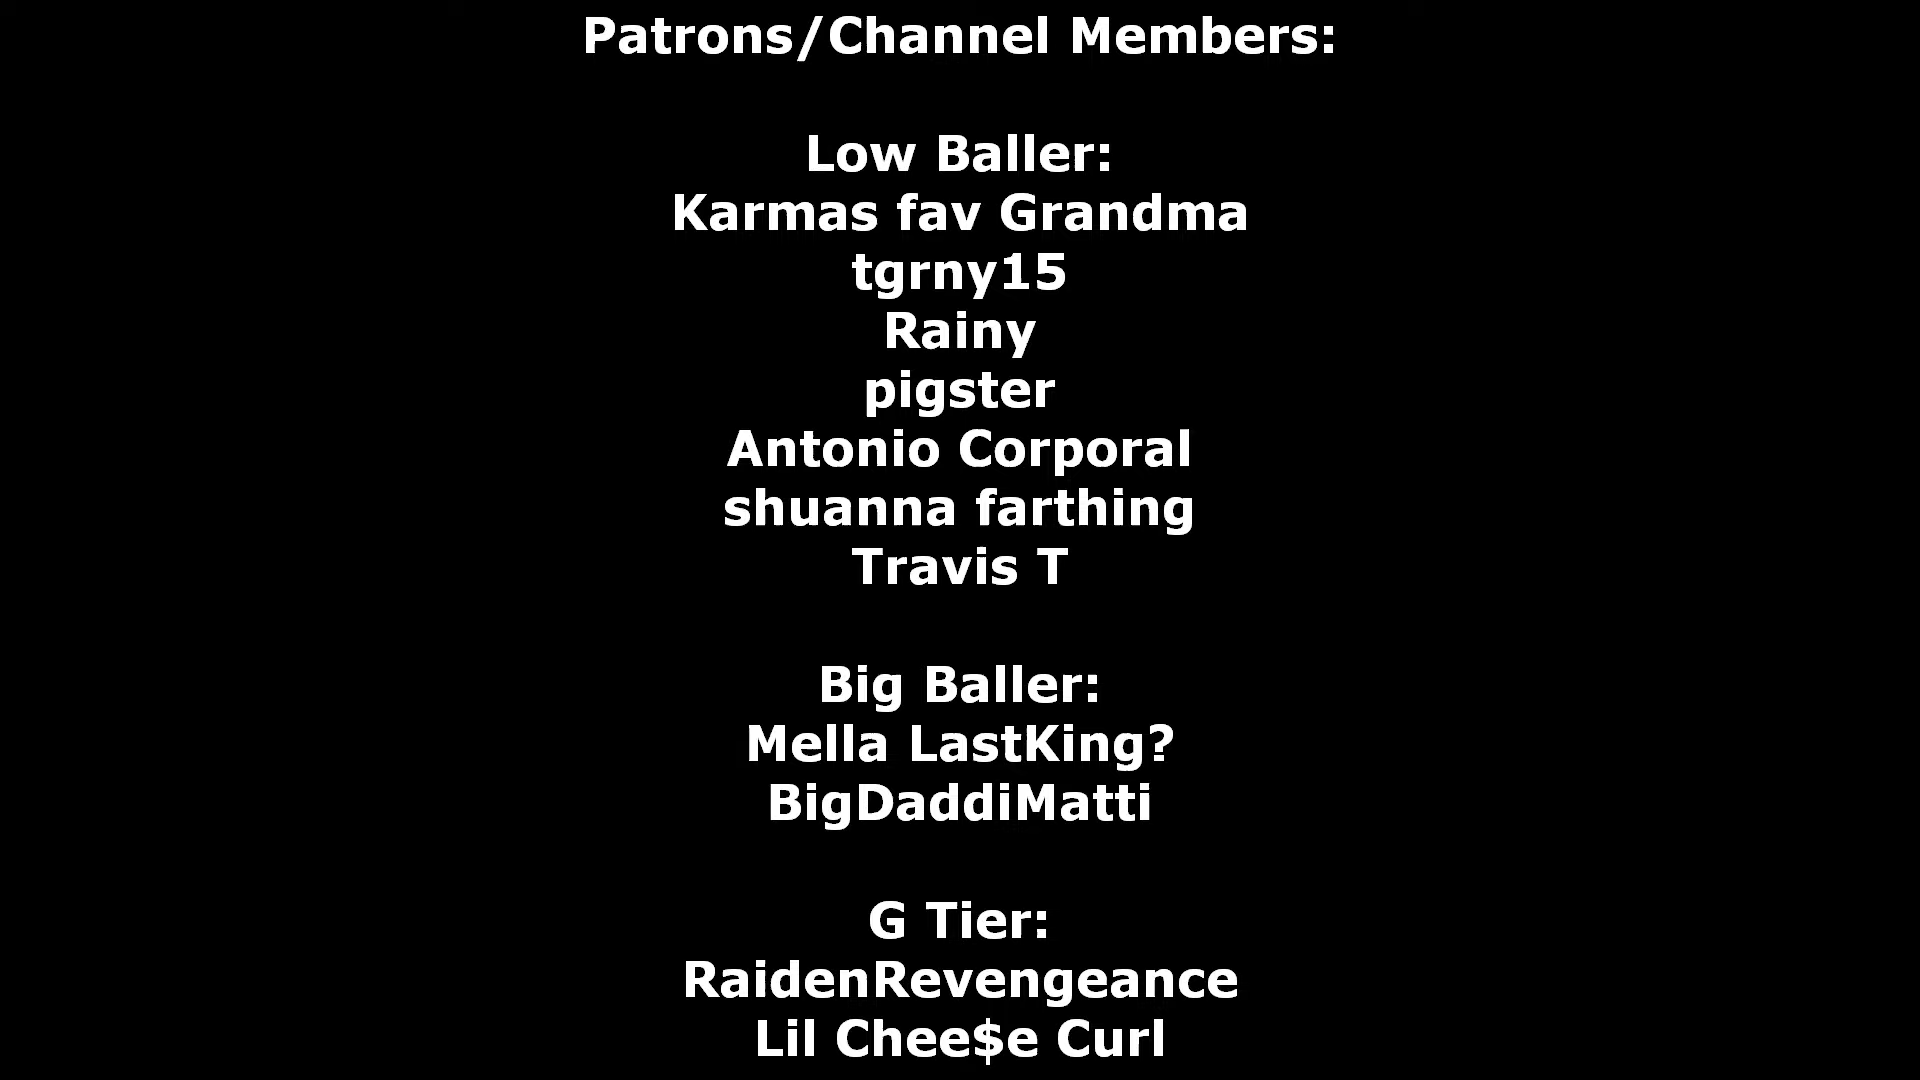 Patrons/Channel Members:
Low Baller:
Karmas fav Grandma
tgrny15
Rainy
pigster
Antonio Corporal
shuanna farthing
Travis T
Big Baller:
Mella LastKing?
BigDaddiMatti
G Tier:
RaidenRevengeance
Lil Chee$e Curl